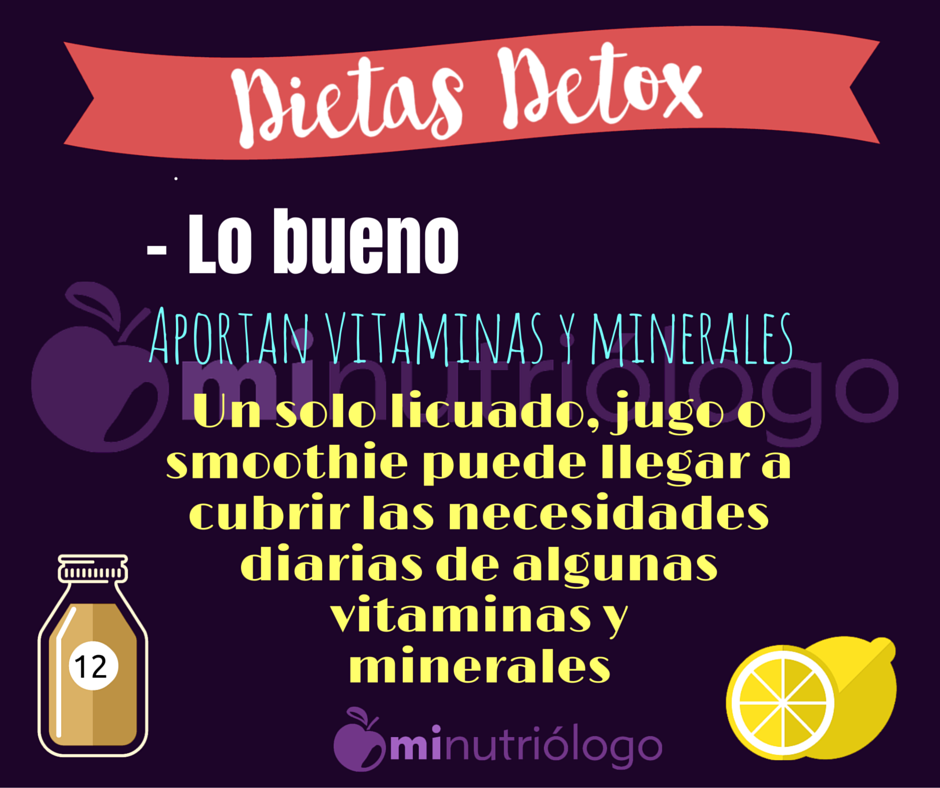 Dietas Detox
- Lo bueno
APORTAN VITAMINAS Y MINERALES
minutriólogo
Un solo licuado, jugo o
smoothie puede llegar a
cubrir las necesidades
diarias de algunas
vitaminas y
minerales
12
minutriólogo